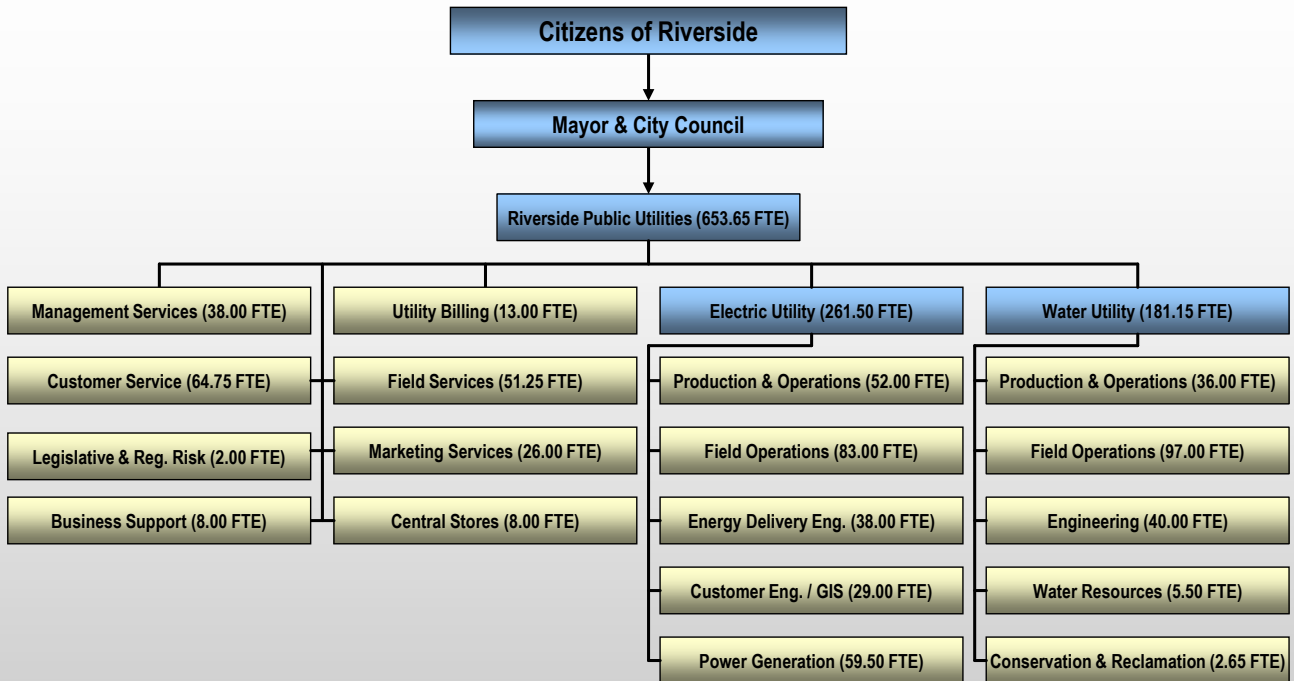 Citizens of Riverside
Mayor & City Council
Riverside Public Utilities (653.65 FTE)
Management Services (38.00 FTE)
Utility Billing (13.00 FTE)
Electric Utility (261.50 FTE)
Water Utility (181.15 FTE)
Customer Service (64.75 FTE)
Field Services (51.25 FTE)
Production & Operations (52.00 FTE)
Production & Operations (36.00 FTE)
Legislative & Reg. Risk (2.00 FTE)
Marketing Services (26.00 FTE)
Field Operations (83.00 FTE)
Field Operations (97.00 FTE)
Business Support (8.00 FTE)
Central Stores (8.00 FTE)
Energy Delivery Eng. (38.00 FTE)
Engineering (40.00 FTE)
Customer Eng. / GIS (29.00 FTE)
Water Resources (5.50 FTE)
Power Generation (59.50 FTE)
Conservation & Reclamation (2.65 FTE)